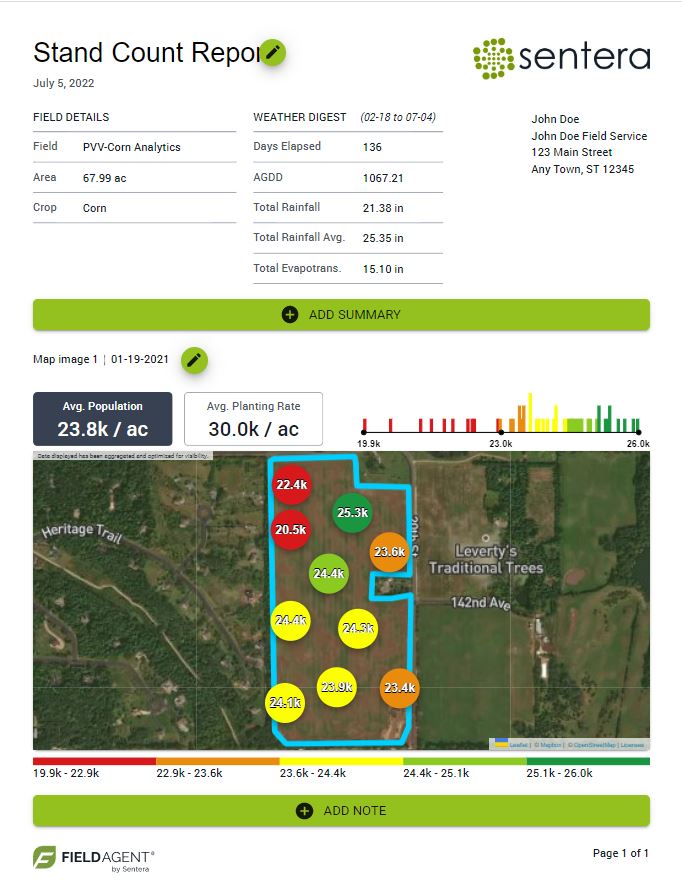 Stand Count Repor
sentera
July 5, 2022
FIELD DETAILS
Field PVV-Corn Analytics
Area 67.99 ac
Crop Corn
WEATHER DIGEST (02-18 to 07-04)
Days Elapsed 136
AGDD 1067.21
Total Rainfall 21.38 in
Total Rainfall Avg. 25.35 in
Total Evapotrans. 15.10 in
John Doe
John Doe Field Service
123 Main Street
Any Town, ST 12345
ADD SUMMARY
Map image 1 | 01-19-2021
Avg. Population
23.8k / ac
Avg. Planting Rate
30.0k / ac
19.9k 23.0k 26.0k
Data displayed has been aggregated and optimised for visibility.
22.4k
25.3k
20.5k
23.6k
24.4k
24.4k
24.3k
23.9k
23.4k
24.1k
Heritage Trail
Leverty's
Traditional Trees
142nd Ave
Leaflet | © Mapbox | © OpenStreetMap | Licenses
19.9k - 22.9k 22.9k - 23.6k 23.6k - 24.4k 24.4k - 25.1k 25.1k - 26.0k
ADD NOTE
FIELDAGENT®
by Sentera
Page 1 of 1